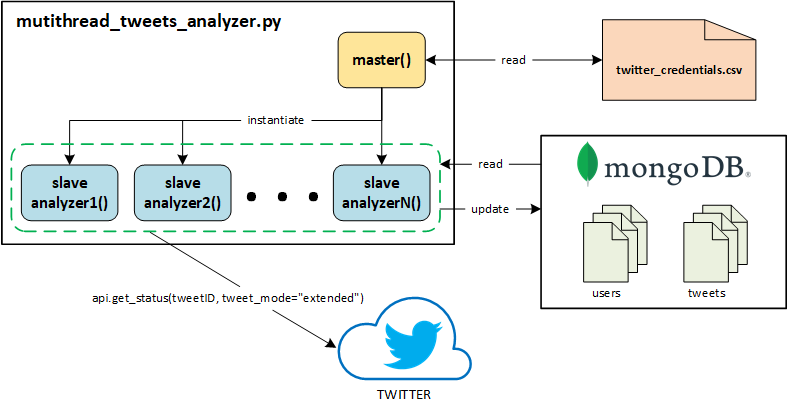 mutithread_tweets_analyzer.py
master()
read
twitter_credentials.csv
instantiate
slave
analyzer1()
slave
analyzer2()
slave
analyzerN()
read
update
mongoDB®
users
tweets
api.get_status(tweetID, tweet_mode="extended")
TWITTER